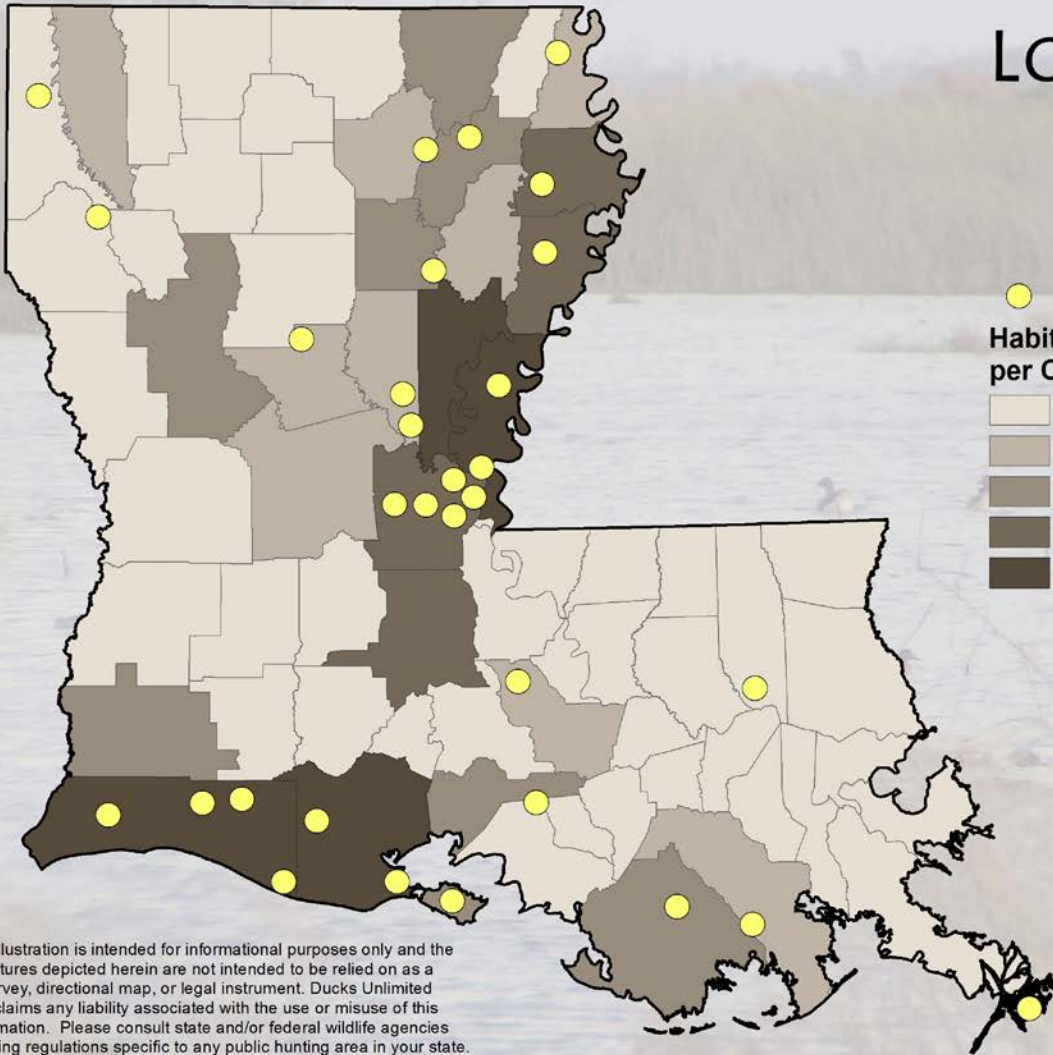 Lo
Habit
per C
lustration is intended for informational purposes only and the
tures depicted herein are not intended to be relied on as a
rvey, directional map, or legal instrument. Ducks Unlimited
claims any liability associated with the use or misuse of this
mation. Please consult state and/or federal wildlife agencies
ing regulations specific to any public hunting area in your state.